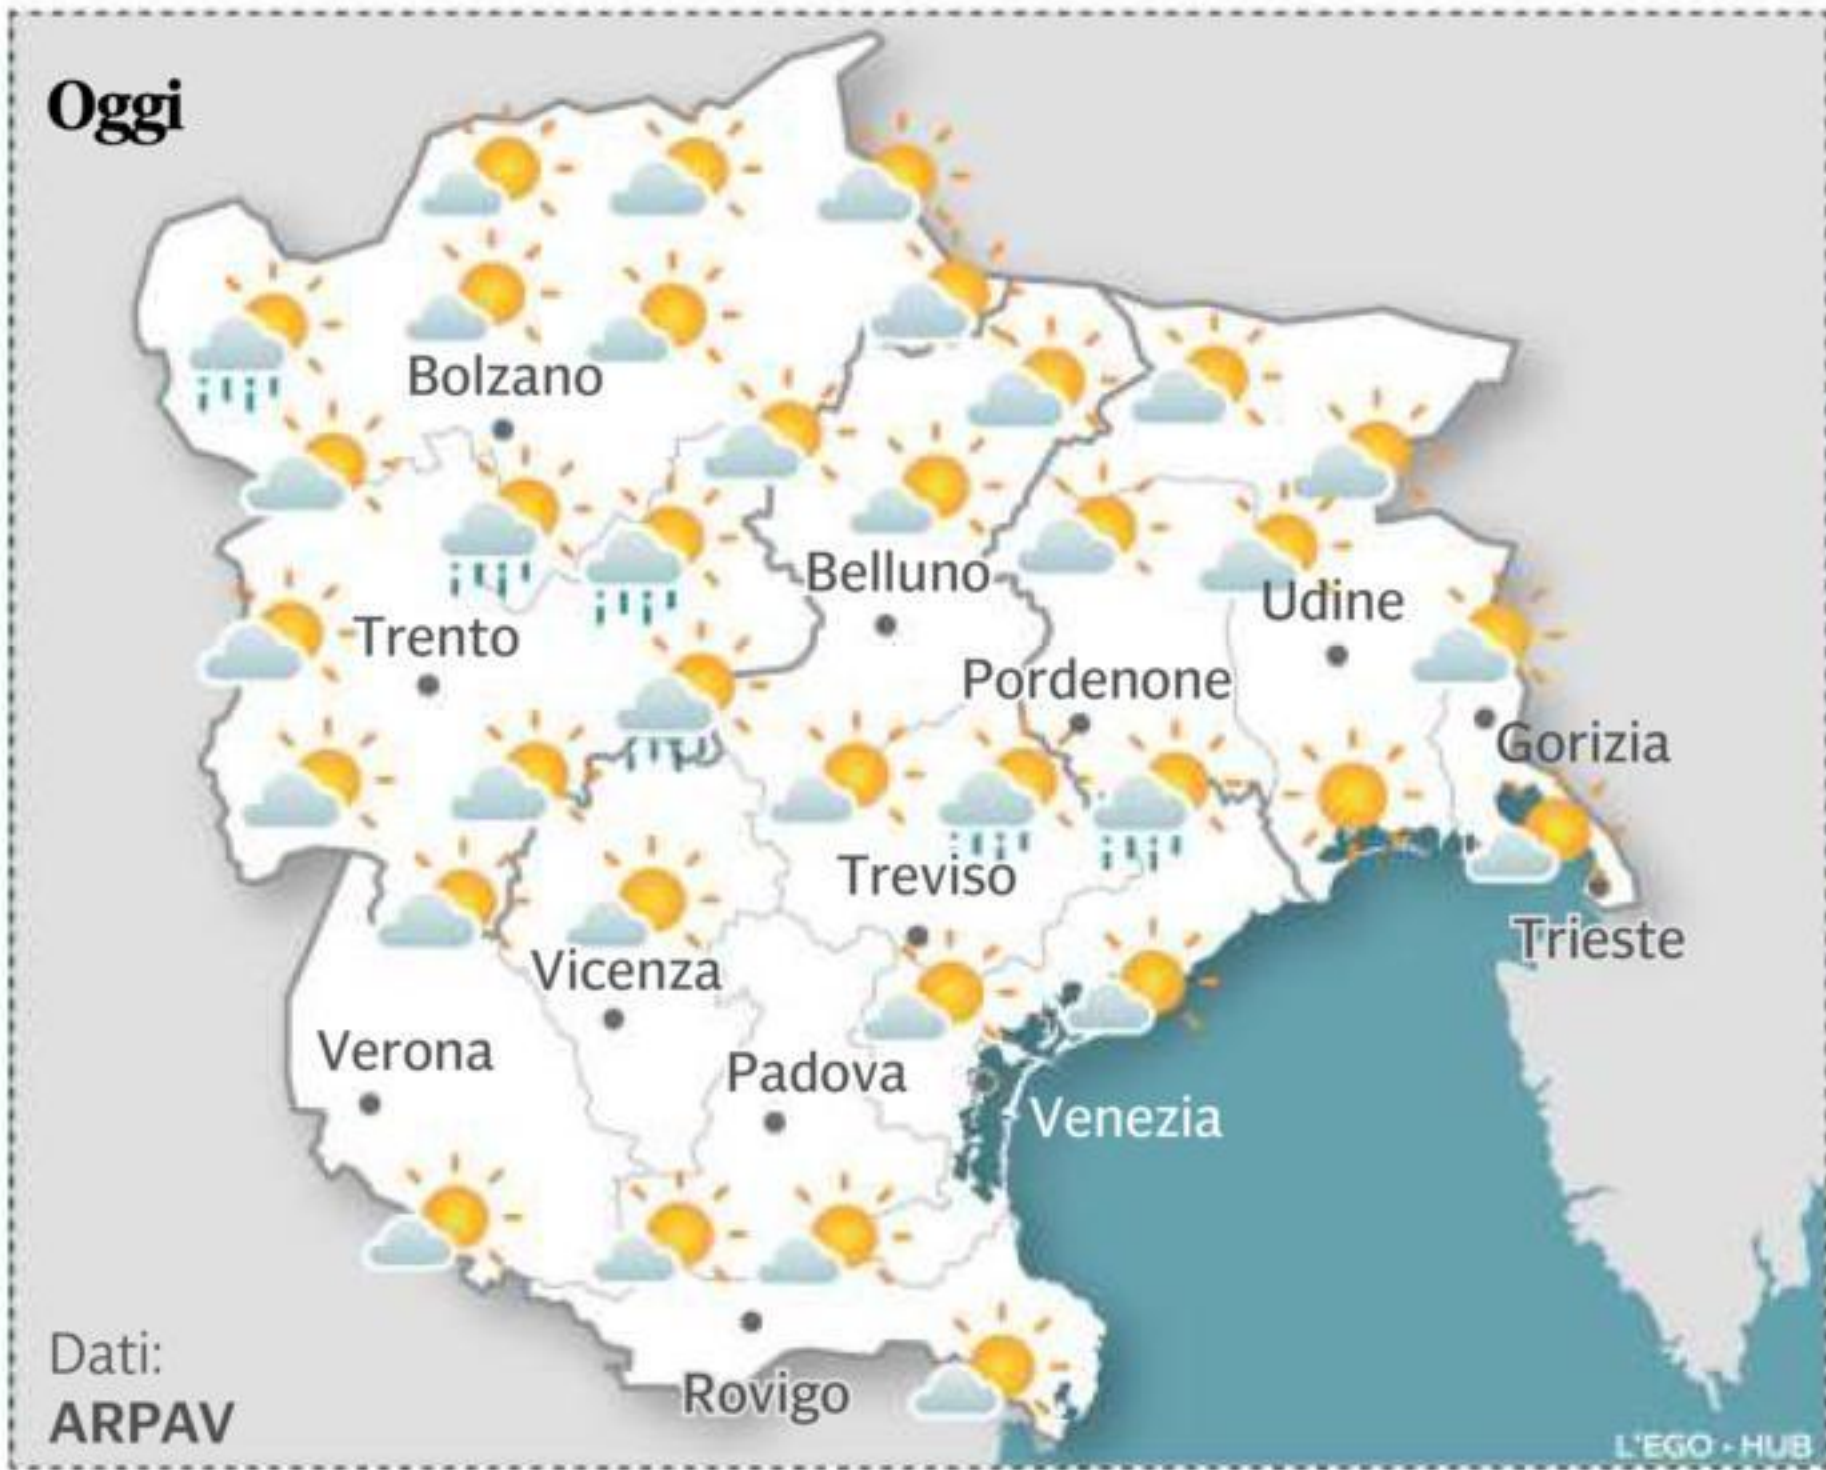 Oggi
Bolzano
Belluno
Udine
Trento
Pordenone
Gorizia
Treviso
Trieste
Vicenza
Verona
Padova
Venezia
Dati:
ARPAV
Rovigo
L'EGO - HUB